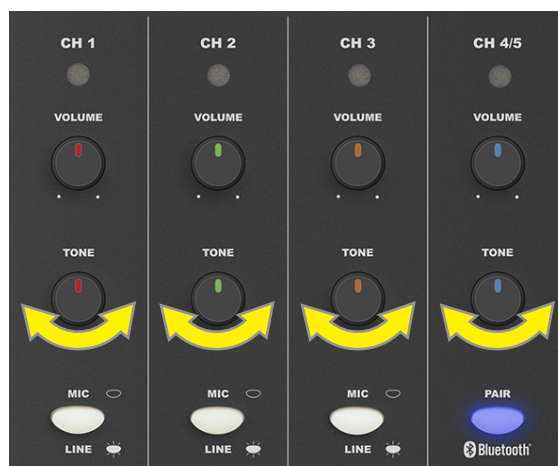 CH 1 CH 2 CH 3 CH 4/5
VOLUME VOLUME VOLUME VOLUME
TONE TONE TONE TONE
MIC MIC MIC PAIR
LINE LINE LINE Bluetooth